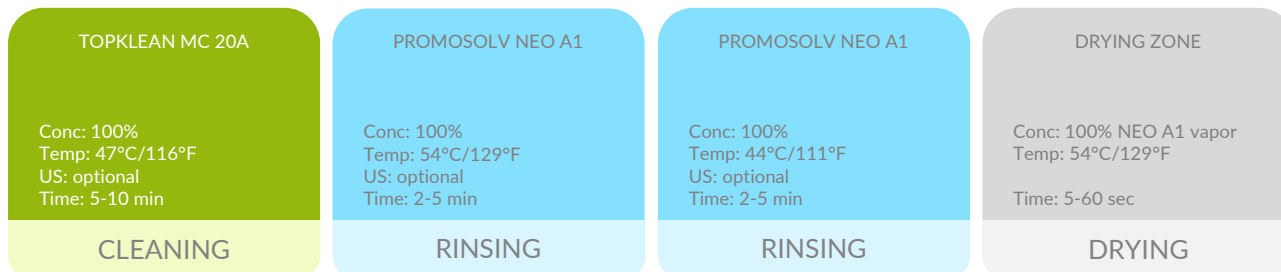 TOPKLEAN MC 20A
Conc: 100%
Temp: 47°C/116°F
US: optional
Time: 5-10 min
CLEANING
PROMOSOLV NEO A1
Conc: 100%
Temp: 54°C/129°F
US: optional
Time: 2-5 min
RINSING
PROMOSOLV NEO A1
Conc: 100%
Temp: 44°C/111°F
US: optional
Time: 2-5 min
RINSING
DRYING ZONE
Conc: 100% NEO A1 vapor
Temp: 54°C/129°F
Time: 5-60 sec
DRYING